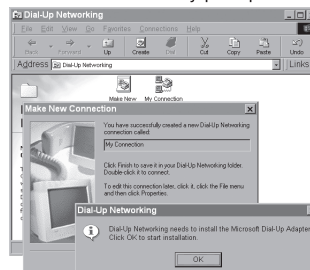 Dial-Up Networking
File Edit View Go Favorites Connections Help
Back Forward Up Create Dial Cut Copy Paste Undo
Address Dial-Up Networking Links
Make New My Connection
Make New Connection
You have successfully created a new Dial-Up Networking
connection called:
My Connection
Click Finish to save it in your Dial-Up Networking folder.
Double-click it to connect.
To edit this connection later, click it, click the File menu
and then click Properties.
Dial-Up Networking
Dial-Up Networking needs to install the Microsoft Dial-Up Adapter
Click OK to start installation.
OK